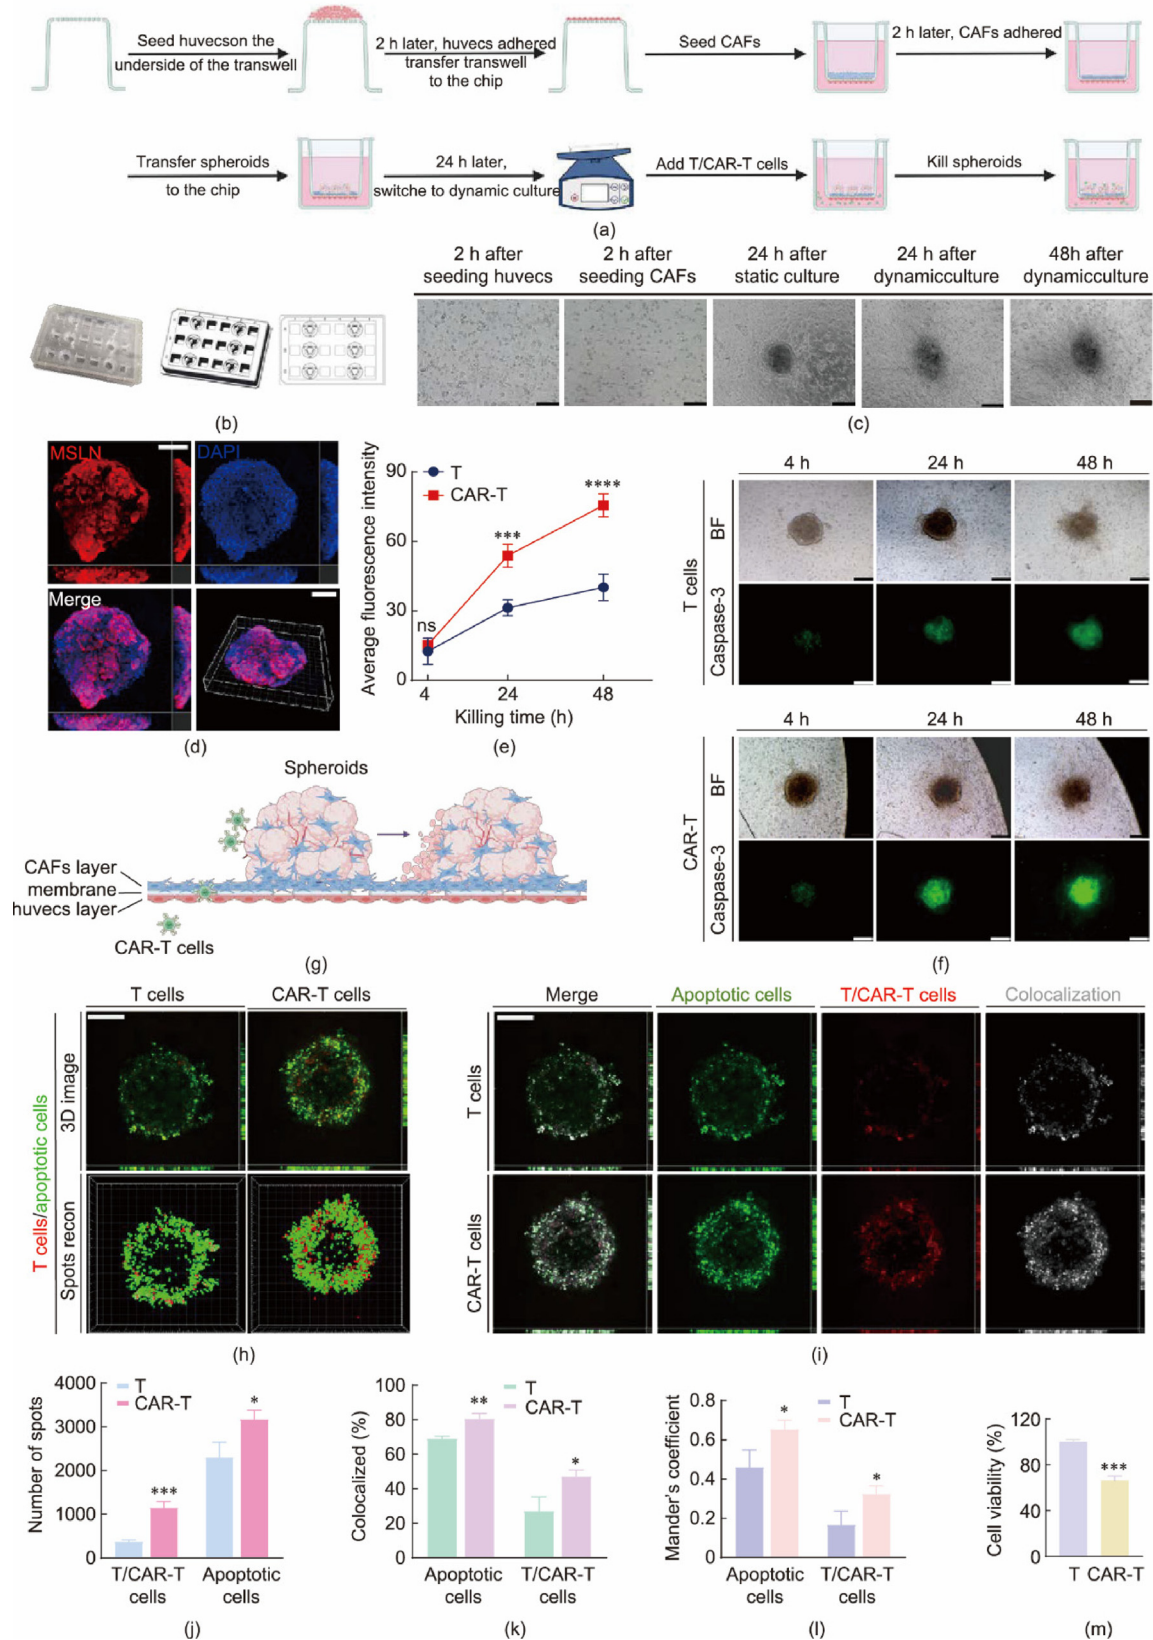 Seed huvecson the
underside of the transwell
2 h later, huvecs adhered
transfer transwell
to the chip
Seed CAFs
2 h later, CAFs adhered
Transfer spheroids
to the chip
24 h later,
switche to dynamic culture
Add T/CAR-T cells
Kill spheroids
(a)
2 h after
seeding huvecs
2 h after
seeding CAFs
24 h after
static culture
24 h after
dynamicculture
48h after
dynamicculture
(b)
(c)
MSLN
DAPI
Merge
(d)
Average fluorescence intensity
90
60
30
0
T
CAR-T
ns
***
****
4
24
48
Killing time (h)
(e)
4 h
24 h
48 h
T cells
BF
Caspase-3
4 h
24 h
48 h
CAR-T
BF
Caspase-3
(f)
Spheroids
CAFs layer
membrane
huvecs layer
CAR-T cells
(g)
T cells
CAR-T cells
T cells/apoptotic cells
3D image
Spots recon
(h)
Merge
Apoptotic cells
T/CAR-T cells
Colocalization
T cells
CAR-T cells
(i)
Number of spots
4000
3000
2000
1000
0
T
CAR-T
***
*
T/CAR-T
cells
Apoptotic
cells
(j)
Colocalized (%)
100
80
60
40
20
0
T
CAR-T
**
*
Apoptotic
cells
T/CAR-T
cells
(k)
Mander's coefficient
0.8
0.6
0.4
0.2
0
T
CAR-T
*
*
Apoptotic
cells
T/CAR-T
cells
(l)
Cell viability (%)
120
80
40
0
***
T CAR-T
(m)